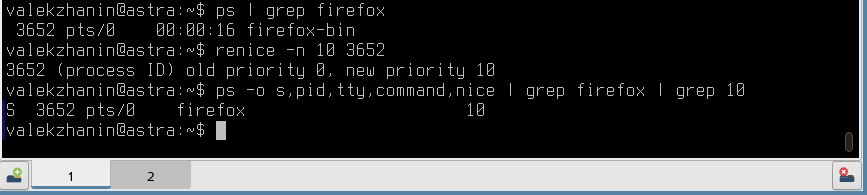 valekzhanin@astra:~$ ps | grep firefox
 3652 pts/0    00:00:16 firefox-bin
valekzhanin@astra:~$ renice -n 10 3652
3652 (process ID) old priority 0, new priority 10
valekzhanin@astra:~$ ps -o s,pid,tty,command,nice | grep firefox | grep 10
S  3652 pts/0    firefox                      10
valekzhanin@astra:~$
1 2